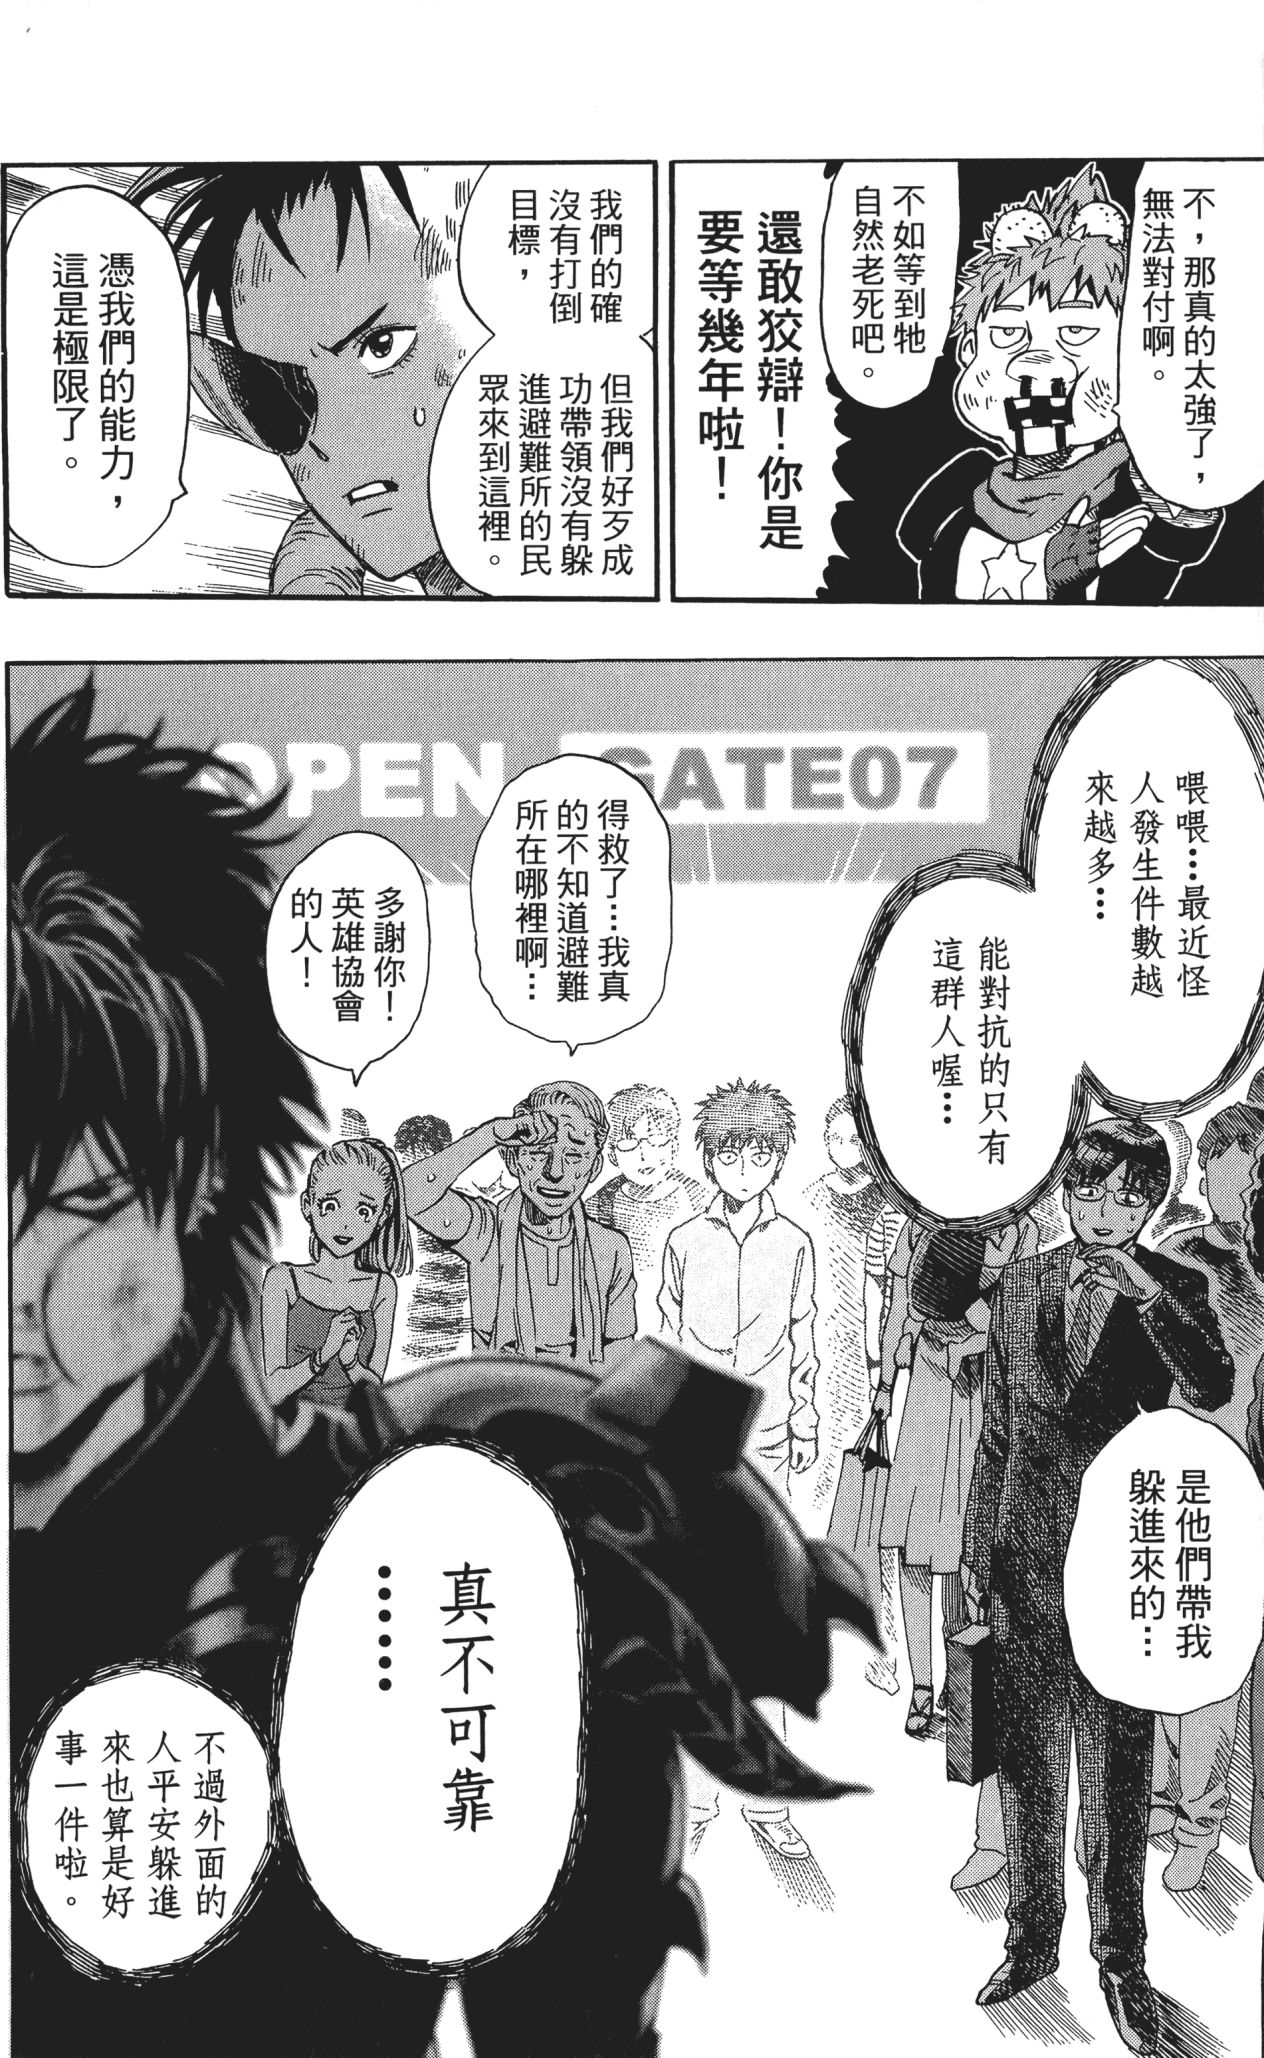 不，那真的太強了，
無法對付啊。
不如等到牠
自然老死吧。
還敢狡辯！你是
要等幾年啦！
我們的確
沒有打倒
目標，
但我們好歹成
功帶領沒有躲
進避難所的民
眾來到這裡。
憑我們的能力，
這是極限了。
OPEN GATE07
喂喂…最近怪
人發生件數越
來越多…
能對抗的只有
這群人喔…
得救了…我真
的不知道避難
所在哪裡啊…
多謝你！
英雄協會
的人！
是他們帶我
躲進來的…
真不可靠
……
不過外面的
人平安躲進
來也算是好
事一件啦。